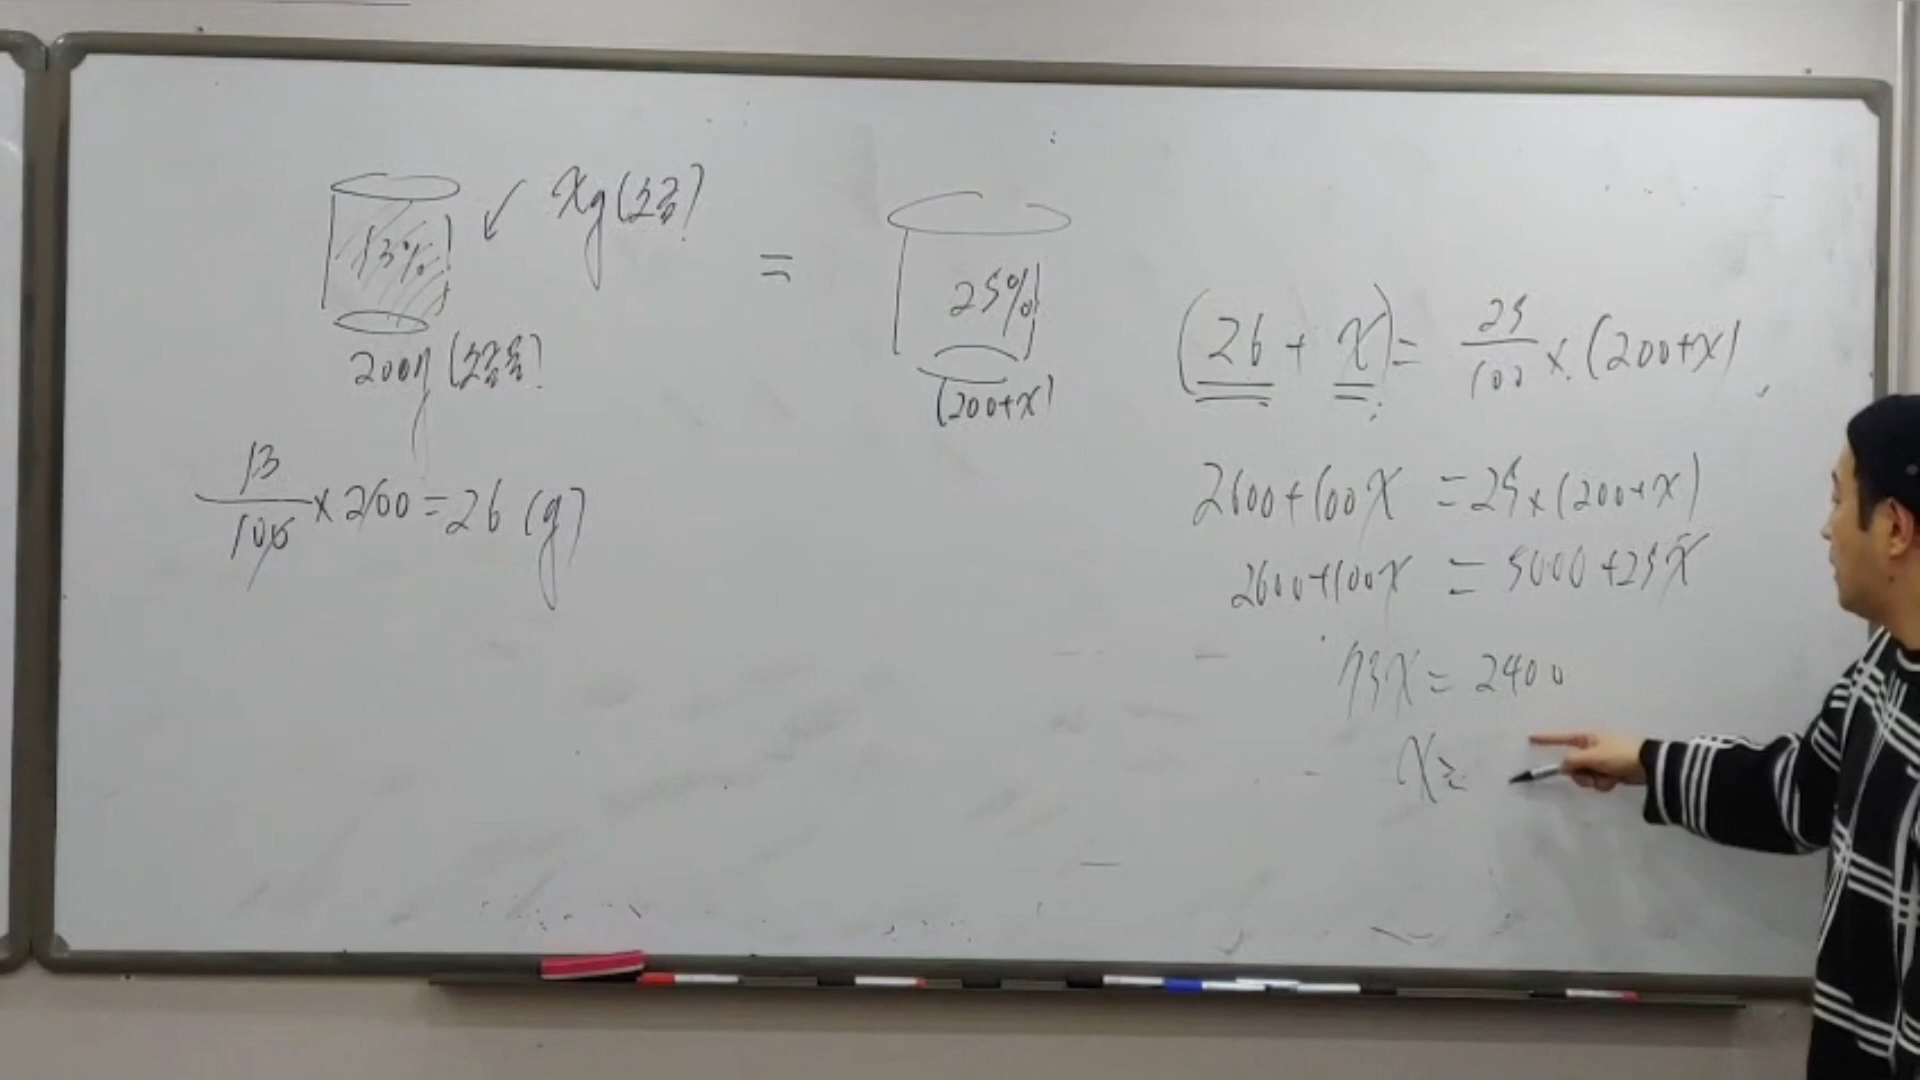 13%
xg (소금)
200g (소금물)
=
25%
(200+x)
13/100 × 200 = 26 (g)
(26 + x) = 25/100 × (200+x)
2600+100x = 25×(200+x)
2600+100x = 5000+25x
75x = 2400
x =